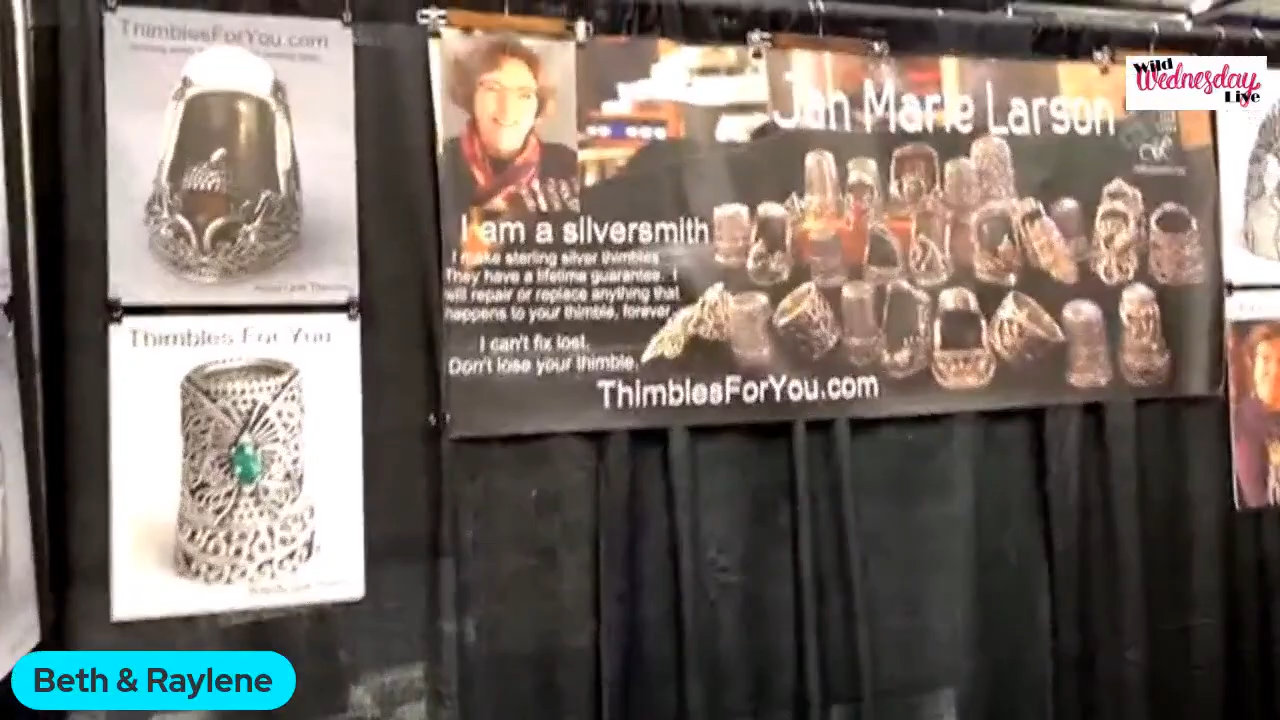 ThimblesForYou.com
Thimbles For You
Jan Marie Larson
I am a silversmith
I make sterling silver thimbles
They have a lifetime guarantee. I
will repair or replace anything that
happens to your thimble, forever.
I can't fix lost.
Don't lose your thimble.
ThimblesForYou.com
Wild
Wednesday
Live
Beth & Raylene